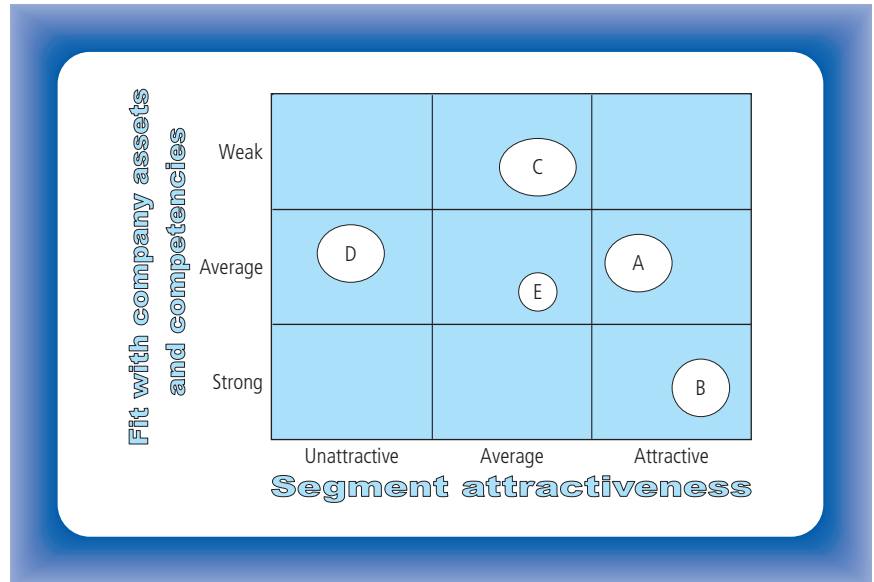 Fit with company assets
and competencies
Weak
Average
Strong
C
D
A
E
B
Unattractive
Average
Attractive
Segment attractiveness